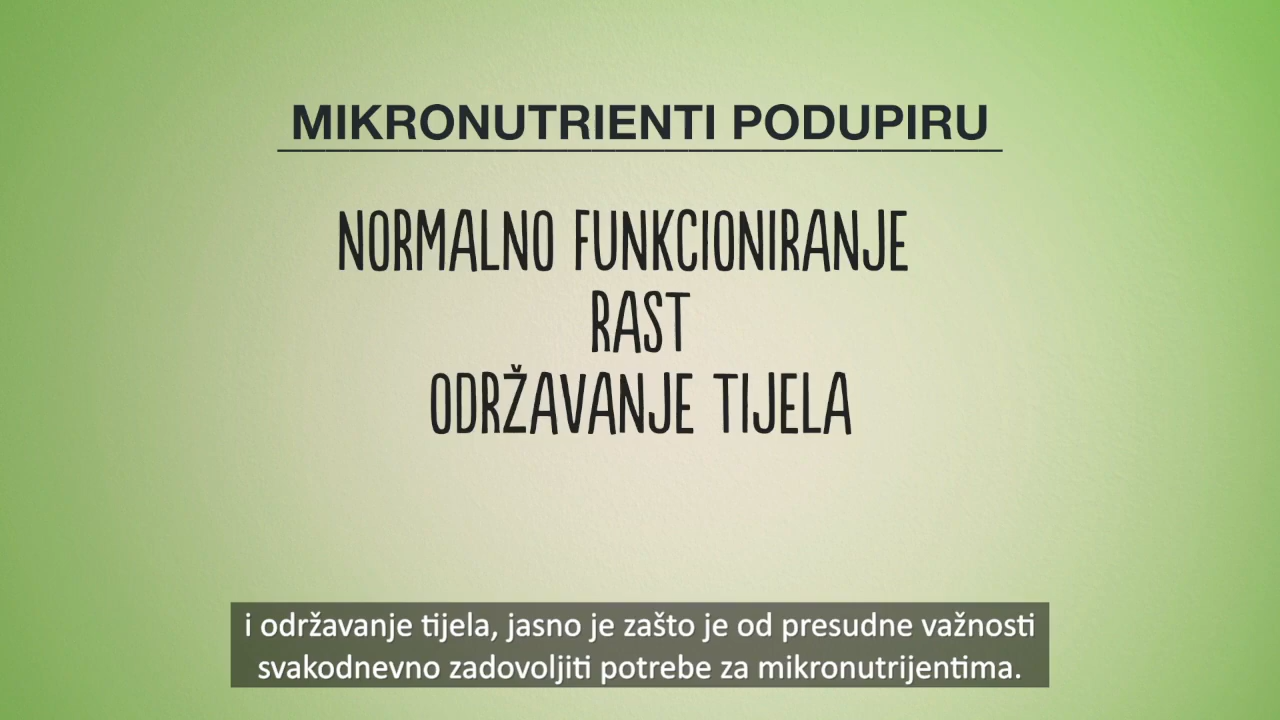 MIKRONUTRIENTI PODUPIRU
NORMALNO FUNKCIONIRANJE
RAST
ODRŽAVANJE TIJELA
i održavanje tijela, jasno je zašto je od presudne važnosti
svakodnevno zadovoljiti potrebe za mikronutrijentima.